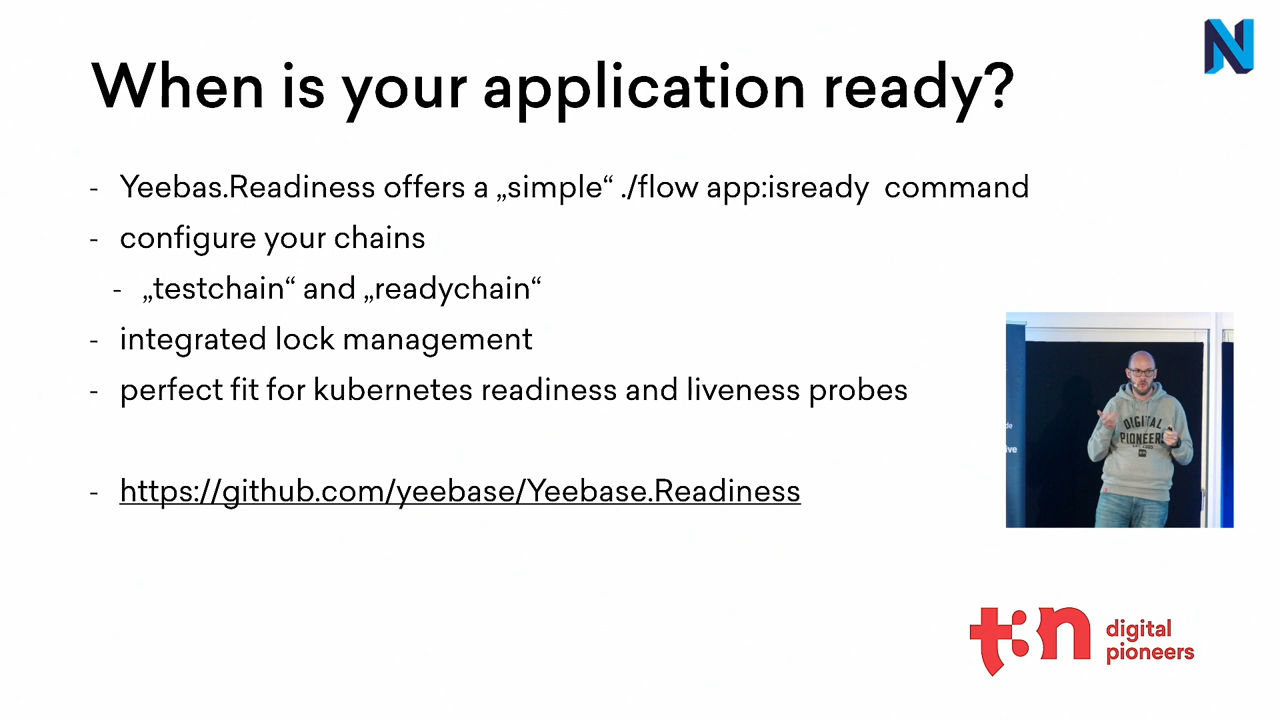 When is your application ready?
- Yeebas.Readiness offers a „simple“ ./flow app:isready command
- configure your chains
- „testchain“ and „readychain“
- integrated lock management
- perfect fit for kubernetes readiness and liveness probes
- https://github.com/yeebase/Yeebase.Readiness
DIGITAL
PIONEERS
t3n digital
pioneers